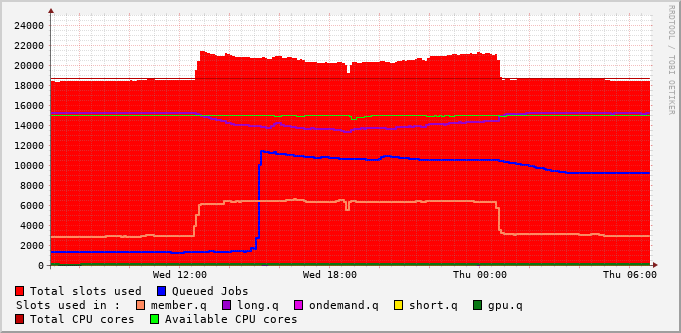 24000
22000
20000
18000
16000
14000
12000
10000
8000
6000
4000
2000
0
Wed 12:00 Wed 18:00 Thu 00:00 Thu 06:00
Total slots used Queued Jobs
Slots used in : member.q long.q ondemand.q short.q gpu.q
Total CPU cores Available CPU cores
RRDTOOL / TOBI OETIKER